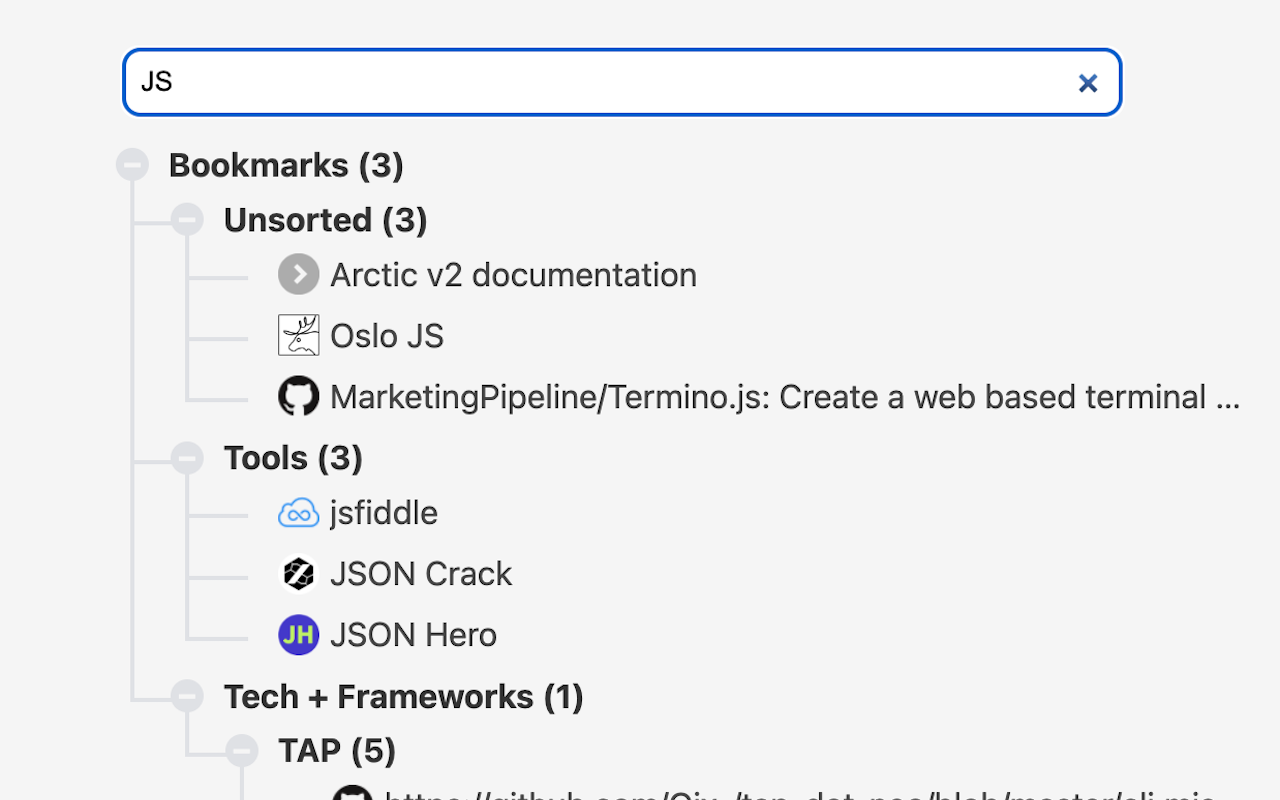 JS
Bookmarks (3)
Unsorted (3)
Arctic v2 documentation
Oslo JS
MarketingPipeline/Termino.js: Create a web based terminal ...
Tools (3)
jsfiddle
JSON Crack
JH JSON Hero
Tech + Frameworks (1)
TAP (5)